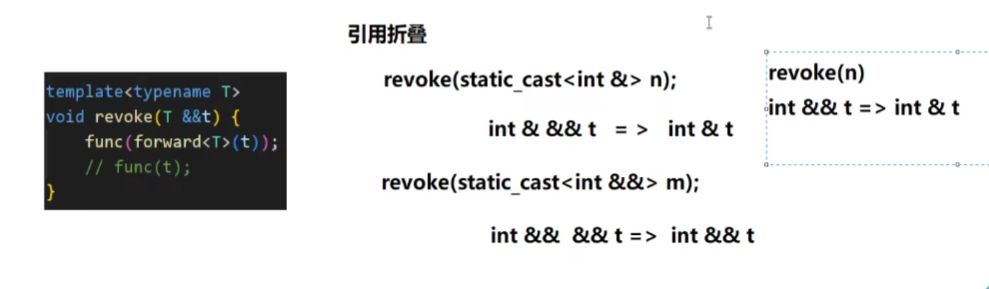 引用折叠
template<typename T>
void revoke(T &&t) {
    func(forward<T>(t));
    // func(t);
}
revoke(static_cast<int &> n);
int & && t = > int & t
revoke(static_cast<int &&> m);
int && && t => int && t
revoke(n)
int && t => int & t